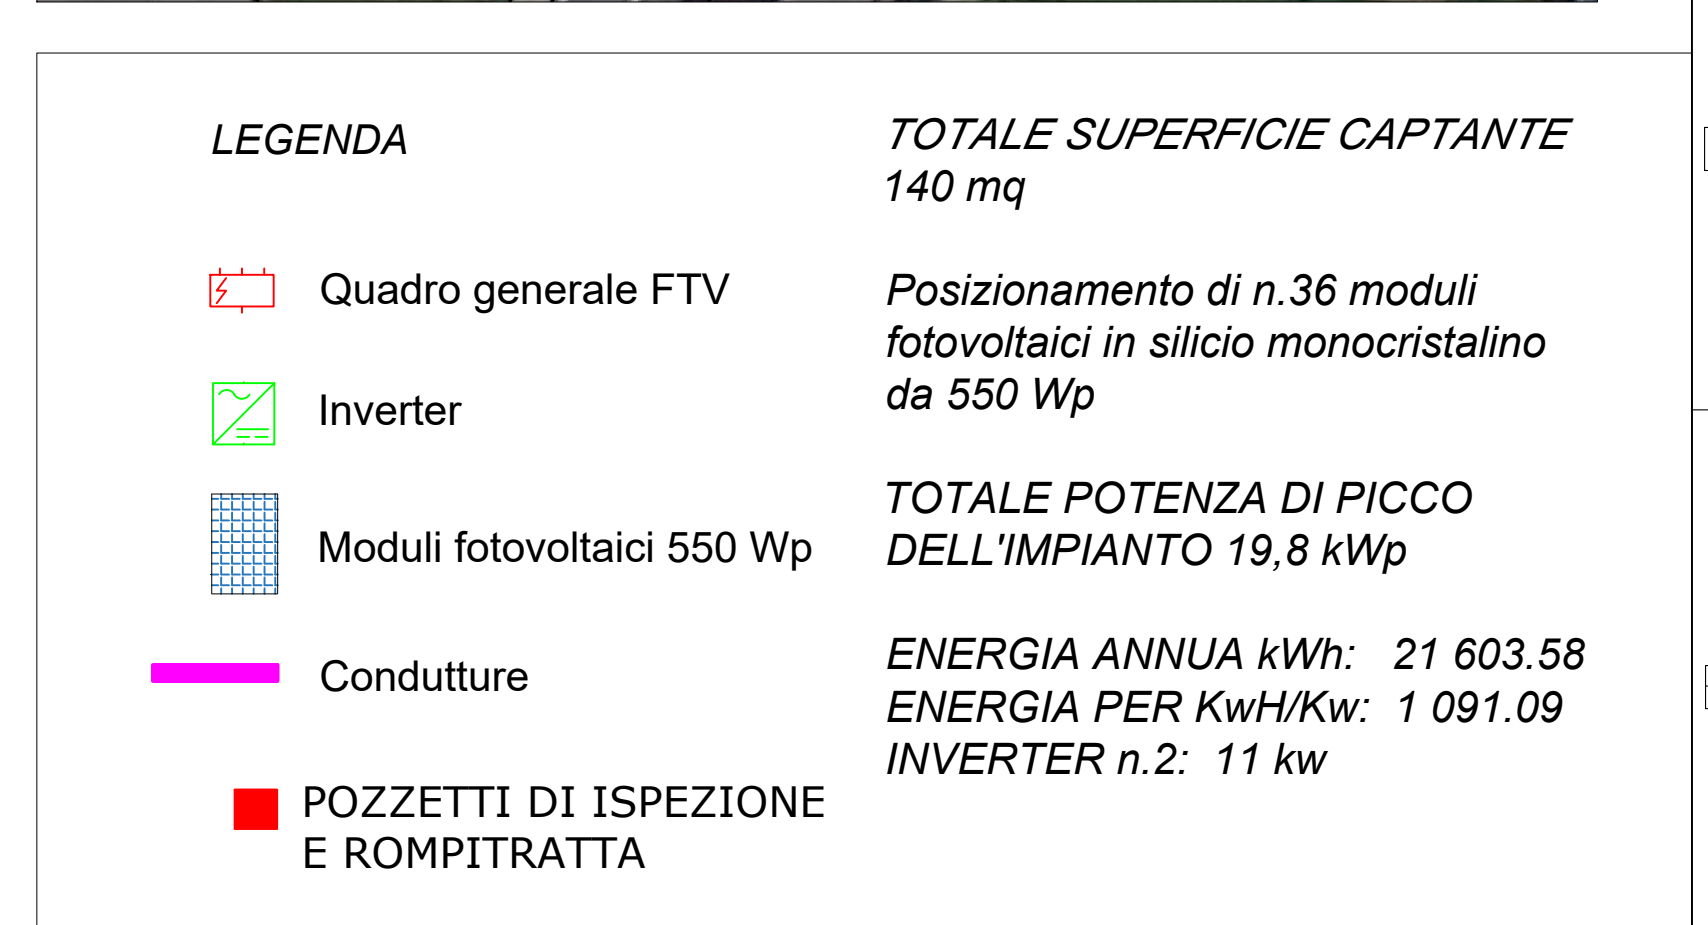 LEGENDA
Quadro generale FTV
Inverter
Moduli fotovoltaici 550 Wp
Condutture
POZZETTI DI ISPEZIONE
E ROMPITRATTA
TOTALE SUPERFICIE CAPTANTE
140 mq
Posizionamento di n.36 moduli
fotovoltaici in silicio monocristalino
da 550 Wp
TOTALE POTENZA DI PICCO
DELL'IMPIANTO 19,8 kWp
ENERGIA ANNUA kWh: 21 603.58
ENERGIA PER KwH/Kw: 1 091.09
INVERTER n.2: 11 kw